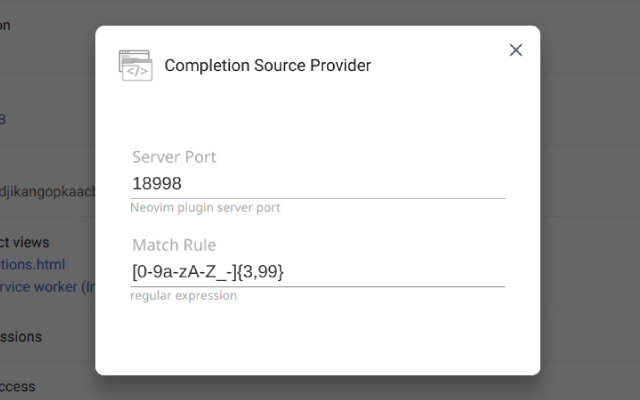 on
Completion Source Provider
8
Server Port
18998
djikangopkaacb
Neovim plugin server port
ct views
Match Rule
tions.html
[0-9a-zA-Z_-]{3,99}
rvice worker (In
regular expression
ssions
ccess